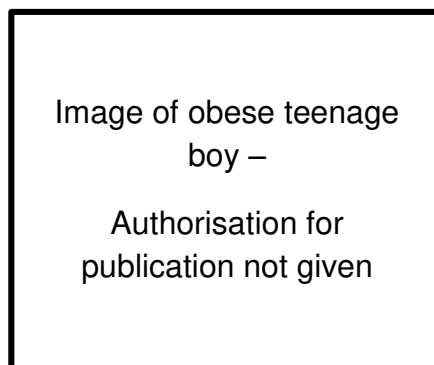 Image of obese teenage
boy –
Authorisation for
publication not given